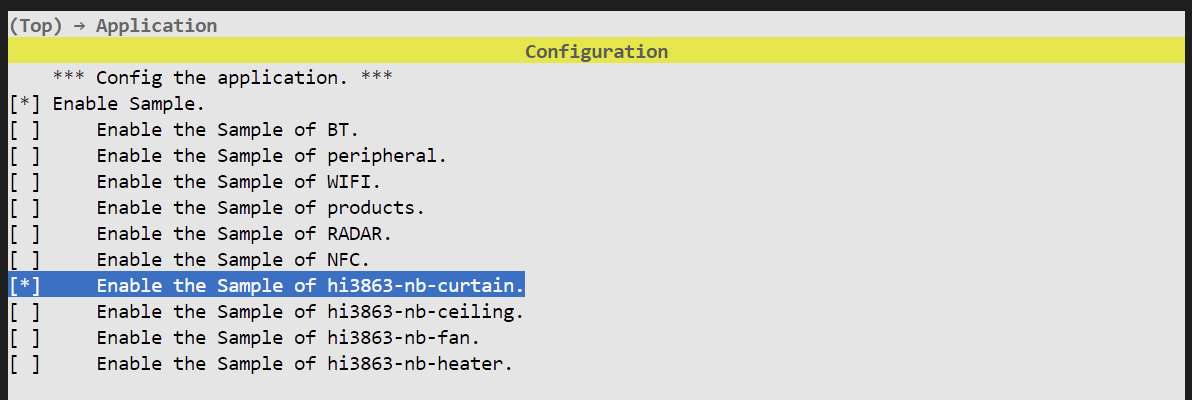 (Top) → Application
Configuration
*** Config the application. ***
[*] Enable Sample.
[ ] Enable the Sample of BT.
[ ] Enable the Sample of peripheral.
[ ] Enable the Sample of WIFI.
[ ] Enable the Sample of products.
[ ] Enable the Sample of RADAR.
[ ] Enable the Sample of NFC.
[*] Enable the Sample of hi3863-nb-curtain.
[ ] Enable the Sample of hi3863-nb-ceiling.
[ ] Enable the Sample of hi3863-nb-fan.
[ ] Enable the Sample of hi3863-nb-heater.